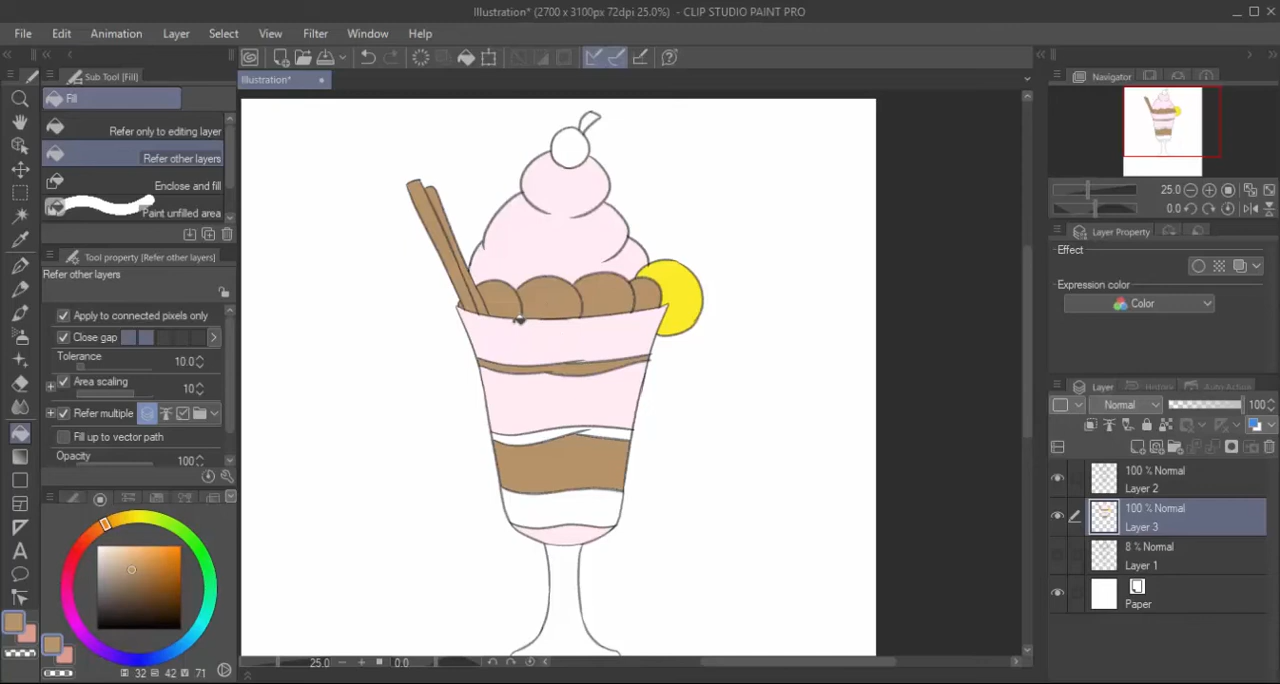 Illustration* (2700 x 3100px 72dpi 25.0%) - CLIP STUDIO PAINT PRO
File Edit Animation Layer Select View Filter Window Help
Sub Tool [Fill]
Illustration*
Navigator
Fill
Refer only to editing layer
Refer other layers
Enclose and fill
Paint unfilled area
25.0
0.0
Layer Property
Effect
Tool property [Refer other layers]
Refer other layers
Expression color
Color
Apply to connected pixels only
Close gap
Tolerance
10.0
Area scaling
10
Refer multiple
Fill up to vector path
Opacity
100
Layer
History
Auto Action
Normal
100
100 % Normal
Layer 2
100 % Normal
Layer 3
8 % Normal
Layer 1
Paper
32 42 71
25.0
0.0